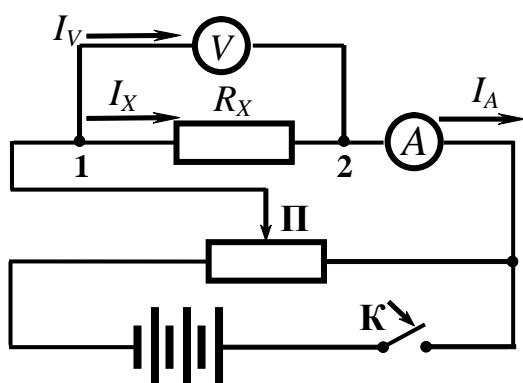 I_V V
I_X R_X I_A
1 2 A
П
К